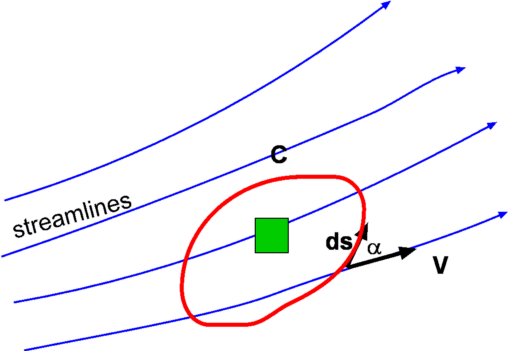 C
streamlines
ds
α
V